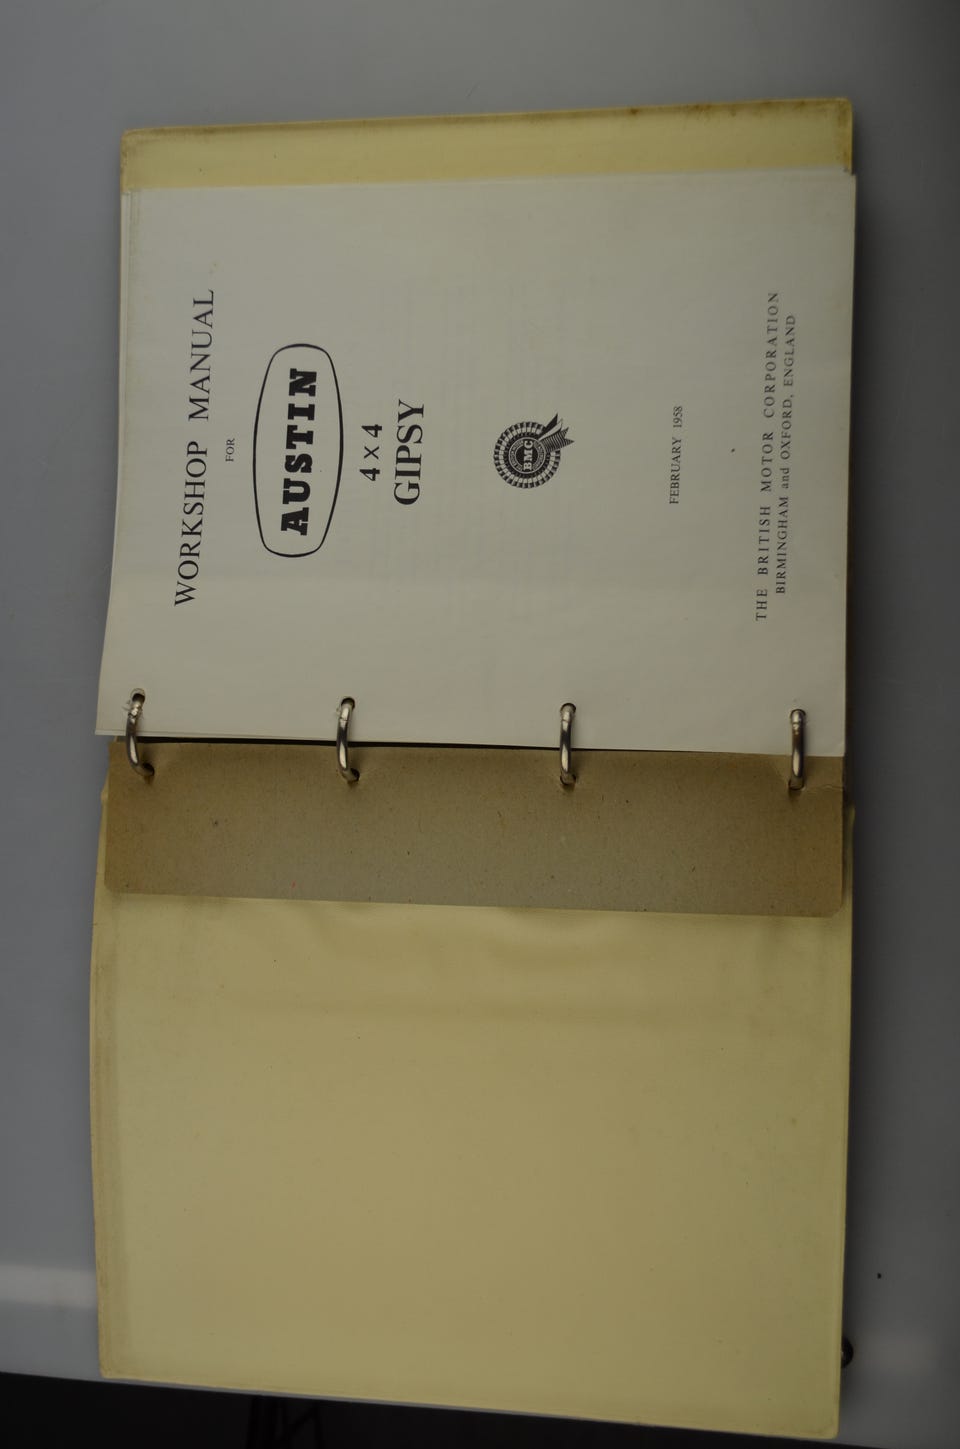 WORKSHOP MANUAL
FOR
AUSTIN
4 x 4
GIPSY
BMC
FEBRUARY 1958
THE BRITISH MOTOR CORPORATION
BIRMINGHAM and OXFORD, ENGLAND